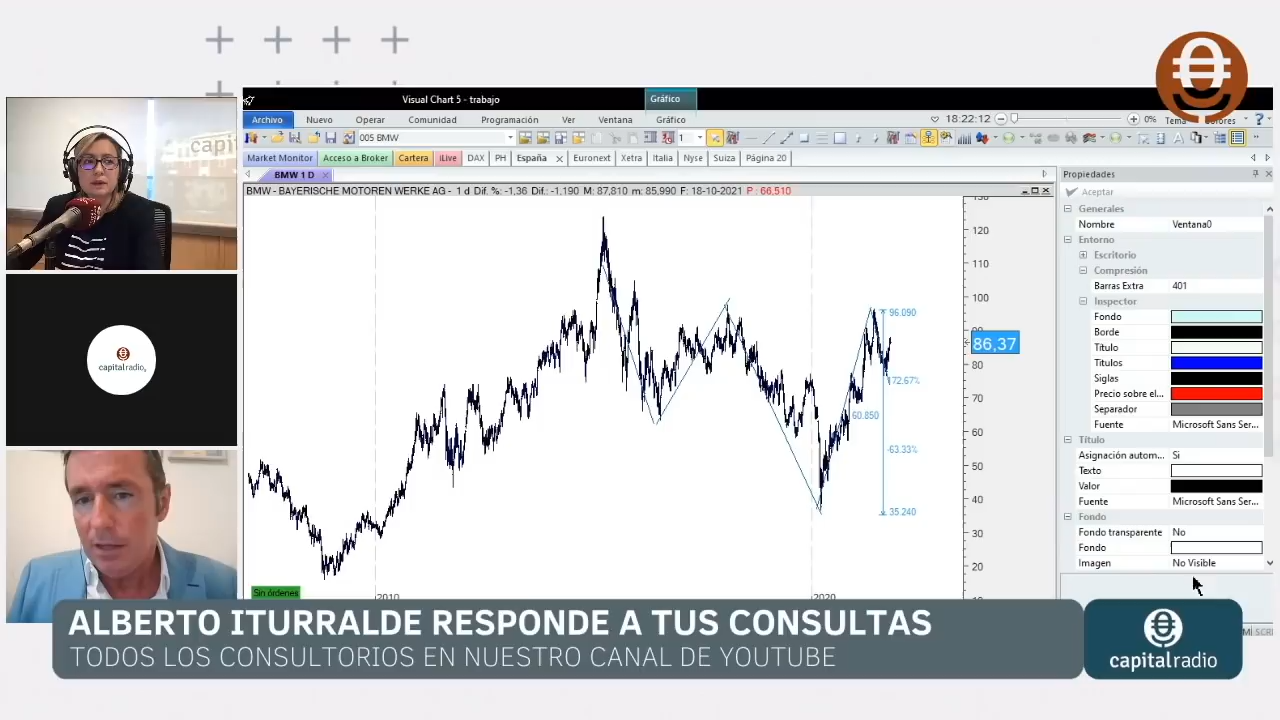 Visual Chart 5 - trabajo
Gráfico
Archivo Nuevo Operar Comunidad Programación Ver Ventana Gráfico
18:22:12
0%
Tema
005 BMW
1
Market Monitor Acceso a Broker Cartera iLive DAX PH España Euronext Xetra Italia Nyse Suiza Página 20
BMW 1 D
BMW - BAYERISCHE MOTOREN WERKE AG - 1 d Dif. %: -1,36 Dif.: -1,190 M: 87,810 m: 85,990 F: 18-10-2021 P : 66,510
130
120
110
100
90
80
70
60
50
40
30
20
96.090
86,37
72.67%
60.850
-63.33%
35.240
Sin órdenes
2010
2020
Propiedades
Aceptar
Generales
Nombre Ventana0
Entorno
Escritorio
Compresión
Barras Extra 401
Inspector
Fondo
Borde
Titulo
Titulos
Siglas
Precio sobre el...
Separador
Fuente Microsoft Sans Ser...
Título
Asignación autom... Si
Texto
Valor
Fuente Microsoft Sans Ser...
Fondo
Fondo transparente No
Fondo
Imagen No Visible
capitalradio
ALBERTO ITURRALDE RESPONDE A TUS CONSULTAS
TODOS LOS CONSULTORIOS EN NUESTRO CANAL DE YOUTUBE
capitalradio